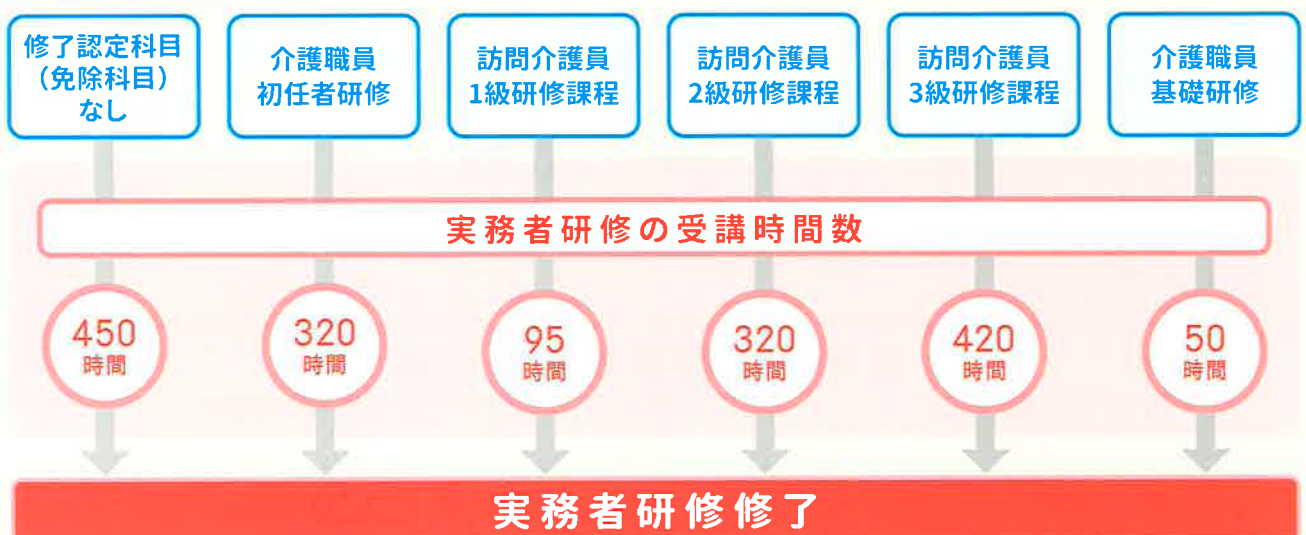 修了認定科目
（免除科目）
なし
介護職員
初任者研修
訪問介護員
1級研修課程
訪問介護員
2級研修課程
訪問介護員
3級研修課程
介護職員
基礎研修
実務者研修の受講時間数
450
時間
320
時間
95
時間
320
時間
420
時間
50
時間
実務者研修修了